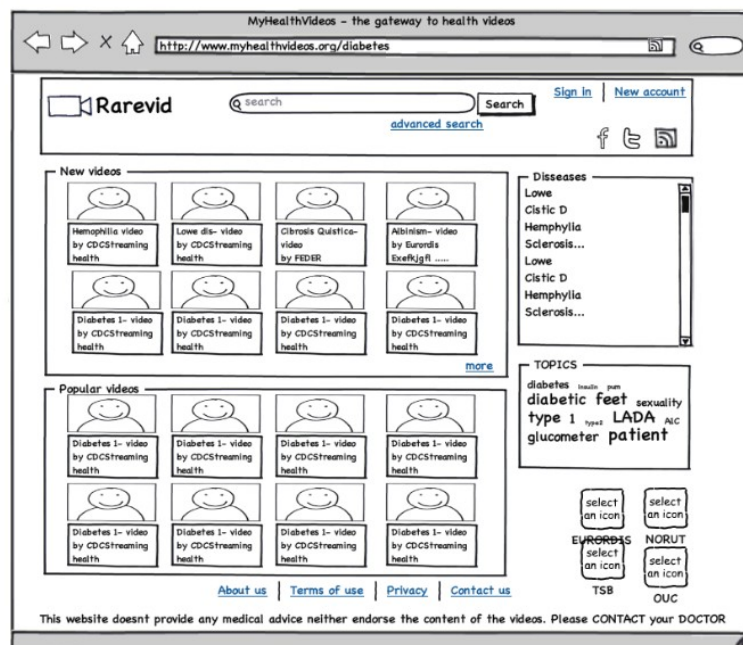 MyHealthVideos - the gateway to health videos
http://www.myhealthvideos.org/diabetes
Rarevid
search
Search
Sign in
New account
advanced search
New videos
Hemophilia video
by CDCStreaming
health
Lowe dis- video
by CDCStreaming
health
Cibrosis Quistica-
video
by FEDER
Albinism- video
by Eurordis
Exefkjgfl .....
Diabetes 1- video
by CDCStreaming
health
Diabetes 1- video
by CDCStreaming
health
Diabetes 1- video
by CDCStreaming
health
Diabetes 1- video
by CDCStreaming
health
more
Popular videos
Diabetes 1- video
by CDCStreaming
health
Diabetes 1- video
by CDCStreaming
health
Diabetes 1- video
by CDCStreaming
health
Diabetes 1- video
by CDCStreaming
health
Diabetes 1- video
by CDCStreaming
health
Diabetes 1- video
by CDCStreaming
health
Diabetes 1- video
by CDCStreaming
health
Diabetes 1- video
by CDCStreaming
health
Disseases
Lowe
Cistic D
Hemphylia
Sclerosis...
Lowe
Cistic D
Hemphylia
Sclerosis...
TOPICS
diabetes insulin pum
diabetic feet sexuality
type 1 type2 LADA A1C
glucometer patient
select
an icon
EURORDIS
select
an icon
NORUT
select
an icon
TSB
select
an icon
OUC
About us
Terms of use
Privacy
Contact us
This website doesnt provide any medical advice neither endorse the content of the videos. Please CONTACT your DOCTOR